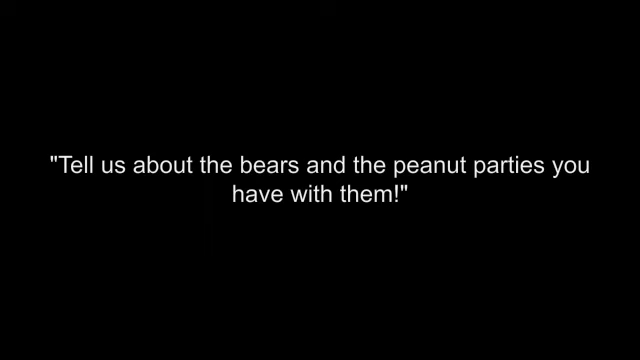 "Tell us about the bears and the peanut parties you
have with them!"